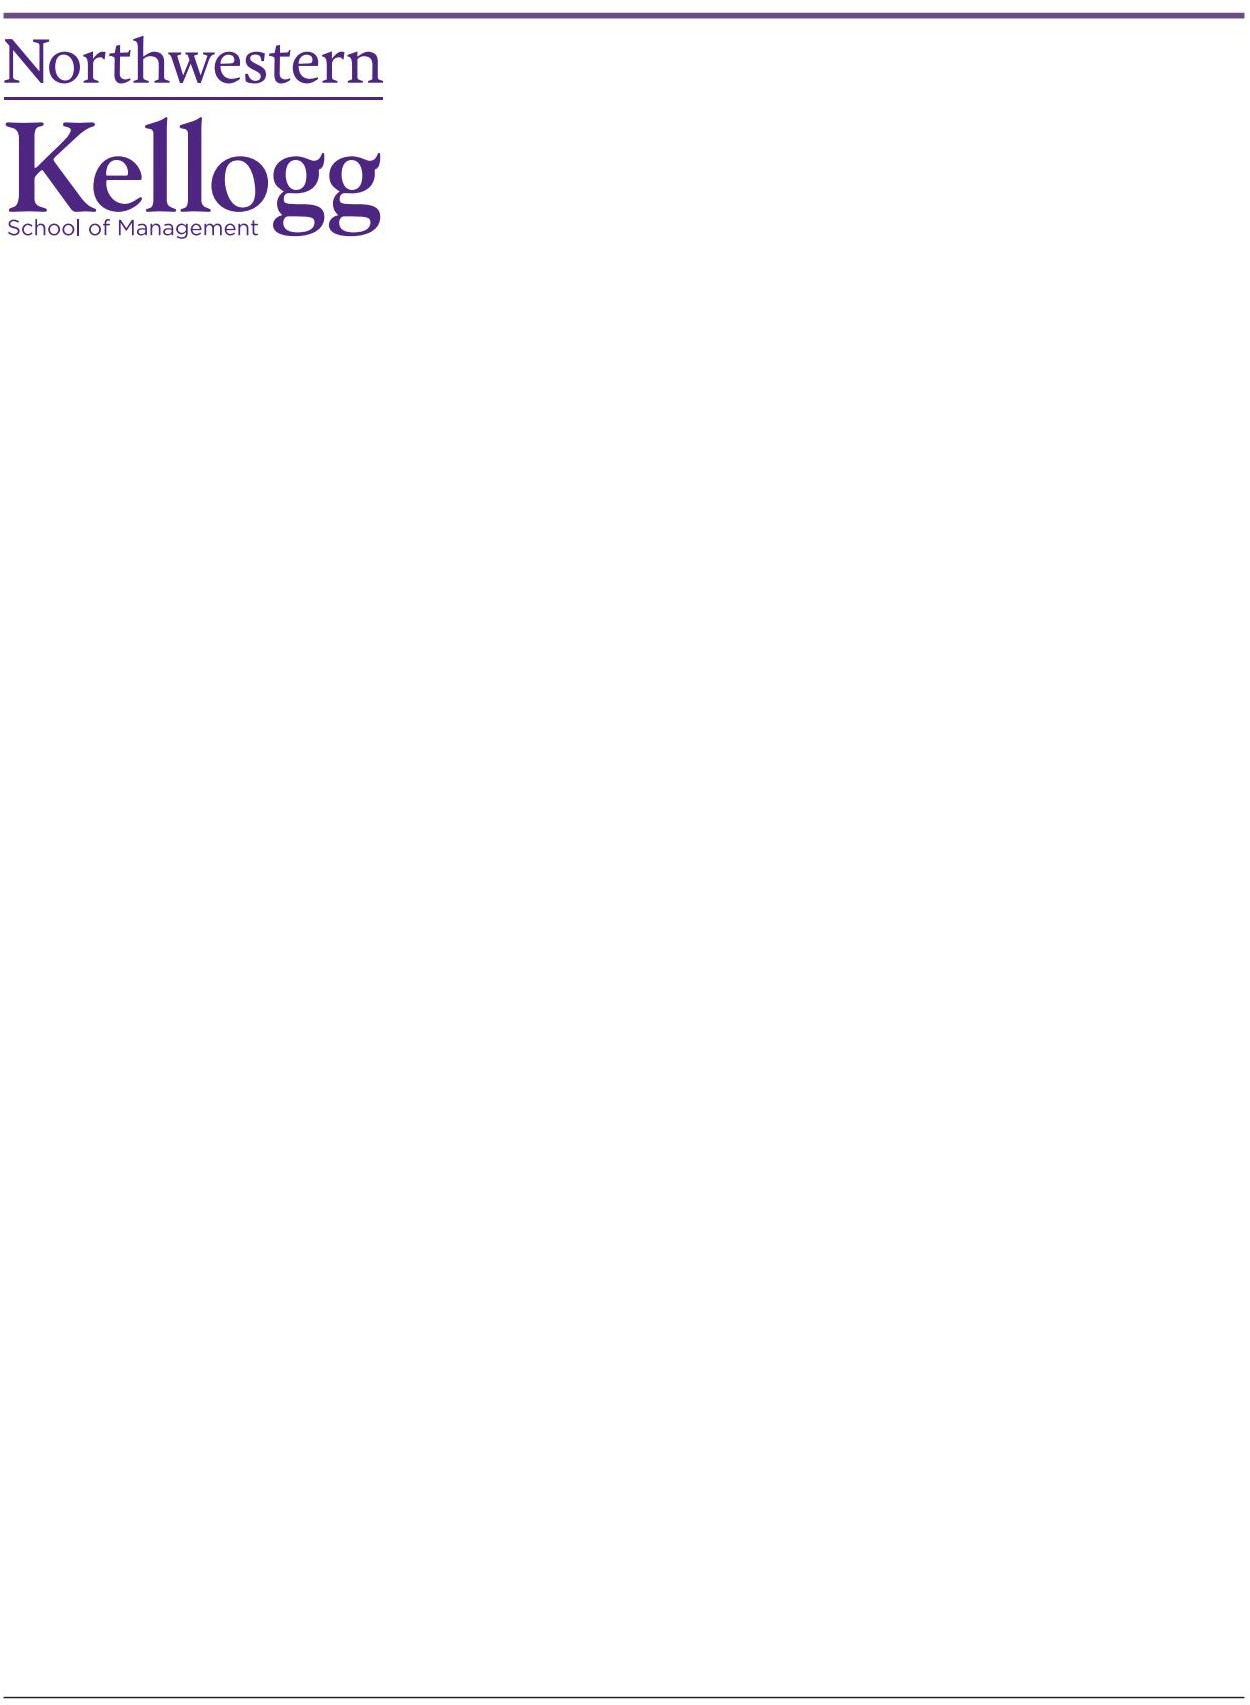 Northwestern
Kellogg
School of Management